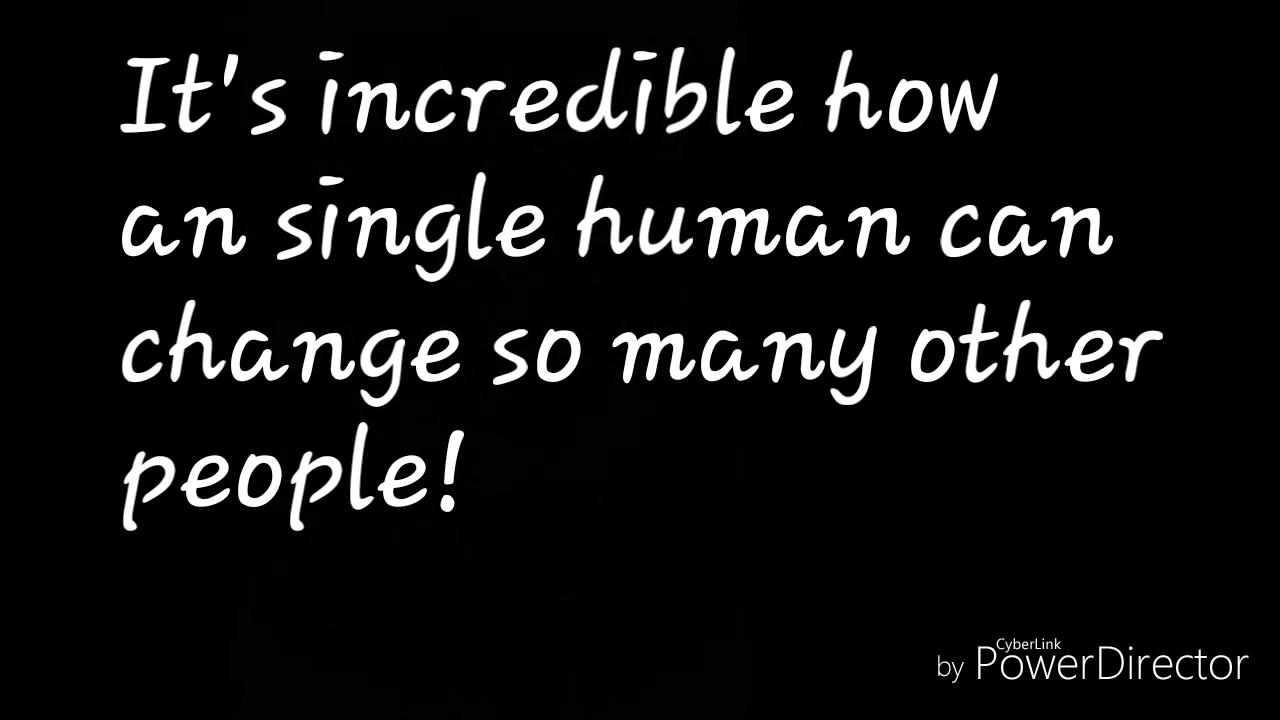 It's incredible how
an single human can
change so many other
people!
by CyberLink PowerDirector